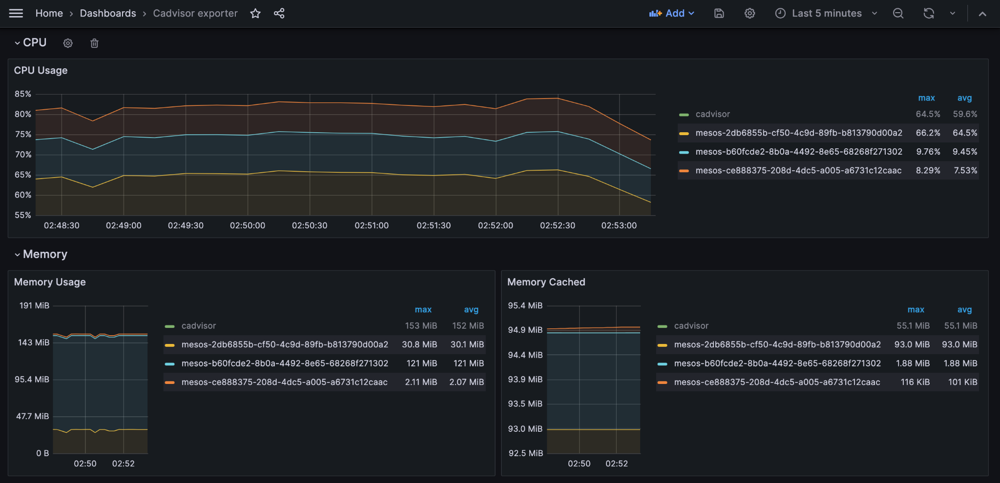 Home › Dashboards › Cadvisor exporter
Add
Last 5 minutes
CPU
CPU Usage
85%
80%
75%
70%
65%
60%
55%
02:48:30 02:49:00 02:49:30 02:50:00 02:50:30 02:51:00 02:51:30 02:52:00 02:52:30 02:53:00
max avg
cadvisor 64.5% 59.6%
mesos-2db6855b-cf50-4c9d-89fb-b813790d00a2 66.2% 64.5%
mesos-b60fcde2-8b0a-4492-8e65-68268f271302 9.76% 9.45%
mesos-ce888375-208d-4dc5-a005-a6731c12caac 8.29% 7.53%
Memory
Memory Usage
191 MiB
143 MiB
95.4 MiB
47.7 MiB
0 B
02:50 02:52
max avg
cadvisor 153 MiB 152 MiB
mesos-2db6855b-cf50-4c9d-89fb-b813790d00a2 30.8 MiB 30.1 MiB
mesos-b60fcde2-8b0a-4492-8e65-68268f271302 121 MiB 121 MiB
mesos-ce888375-208d-4dc5-a005-a6731c12caac 2.11 MiB 2.07 MiB
Memory Cached
95.4 MiB
94.9 MiB
94.4 MiB
93.9 MiB
93.5 MiB
93.0 MiB
92.5 MiB
02:50 02:52
max avg
cadvisor 55.1 MiB 55.1 MiB
mesos-2db6855b-cf50-4c9d-89fb-b813790d00a2 93.0 MiB 93.0 MiB
mesos-b60fcde2-8b0a-4492-8e65-68268f271302 1.88 MiB 1.88 MiB
mesos-ce888375-208d-4dc5-a005-a6731c12caac 116 KiB 101 KiB